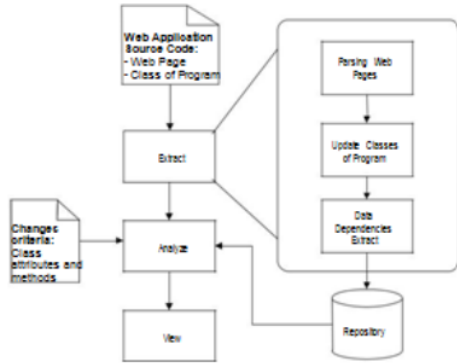 Web Application
Source Code:
- Web Page
- Class of Program
Parsing Web
Pages
Extract
Update Classes
of Program
Changes
criteria:
Class
attributes and
methods
Analyze
Data
Dependencies
Extract
View
Repository